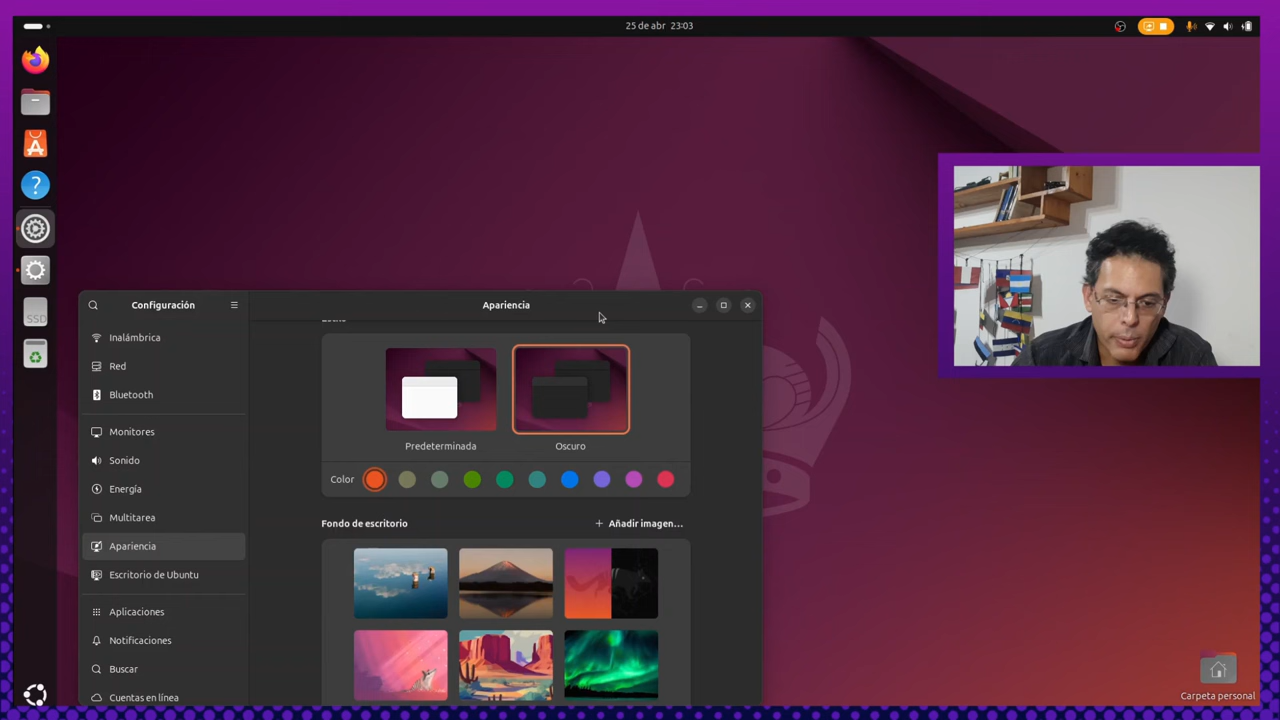 25 de abr 23:03
SSD
Configuración
Apariencia
Inalámbrica
Red
Bluetooth
Monitores
Sonido
Energía
Multitarea
Apariencia
Escritorio de Ubuntu
Aplicaciones
Notificaciones
Buscar
Cuentas en línea
Predeterminada
Oscuro
Color
Fondo de escritorio
+ Añadir imagen...
Carpeta personal